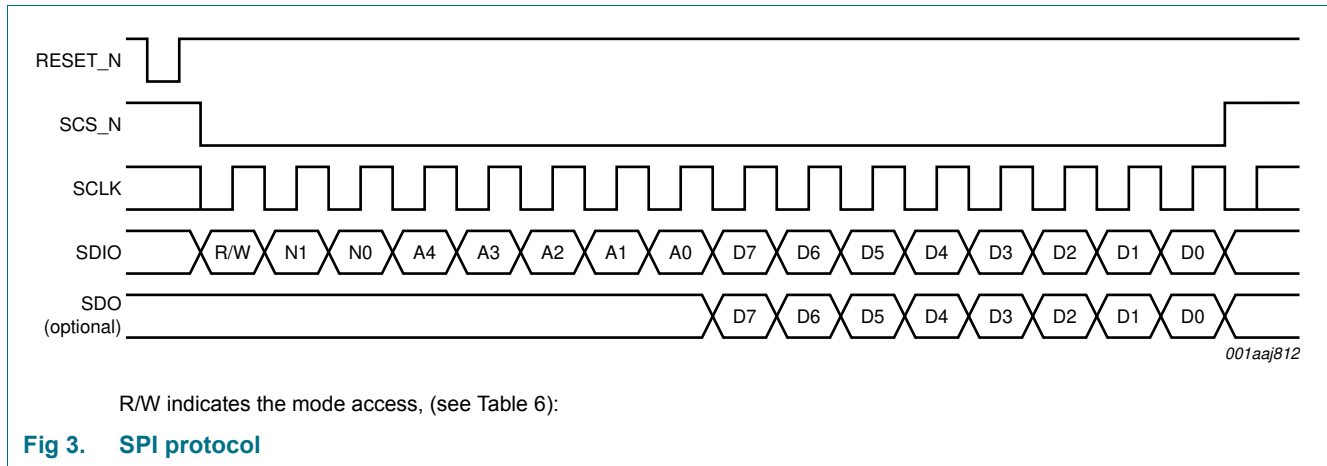 RESET_N
SCS_N
SCLK
SDIO R/W N1 N0 A4 A3 A2 A1 A0 D7 D6 D5 D4 D3 D2 D1 D0
SDO
(optional) D7 D6 D5 D4 D3 D2 D1 D0
001aaj812
R/W indicates the mode access, (see Table 6):
Fig 3. SPI protocol